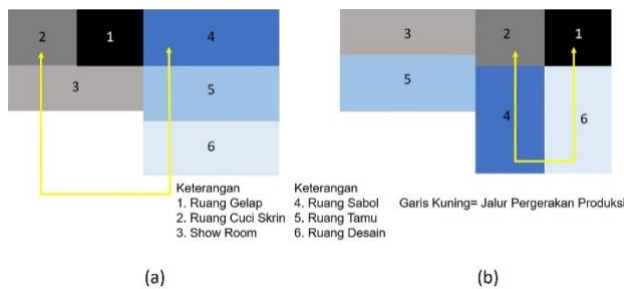 2
1
4
3
5
6
3
2
1
5
4
6
Keterangan
1. Ruang Gelap
2. Ruang Cuci Skrin
3. Show Room
Keterangan
4. Ruang Sabol
5. Ruang Tamu
6. Ruang Desain
Garis Kuning= Jalur Pergerakan Produksi
(a)
(b)